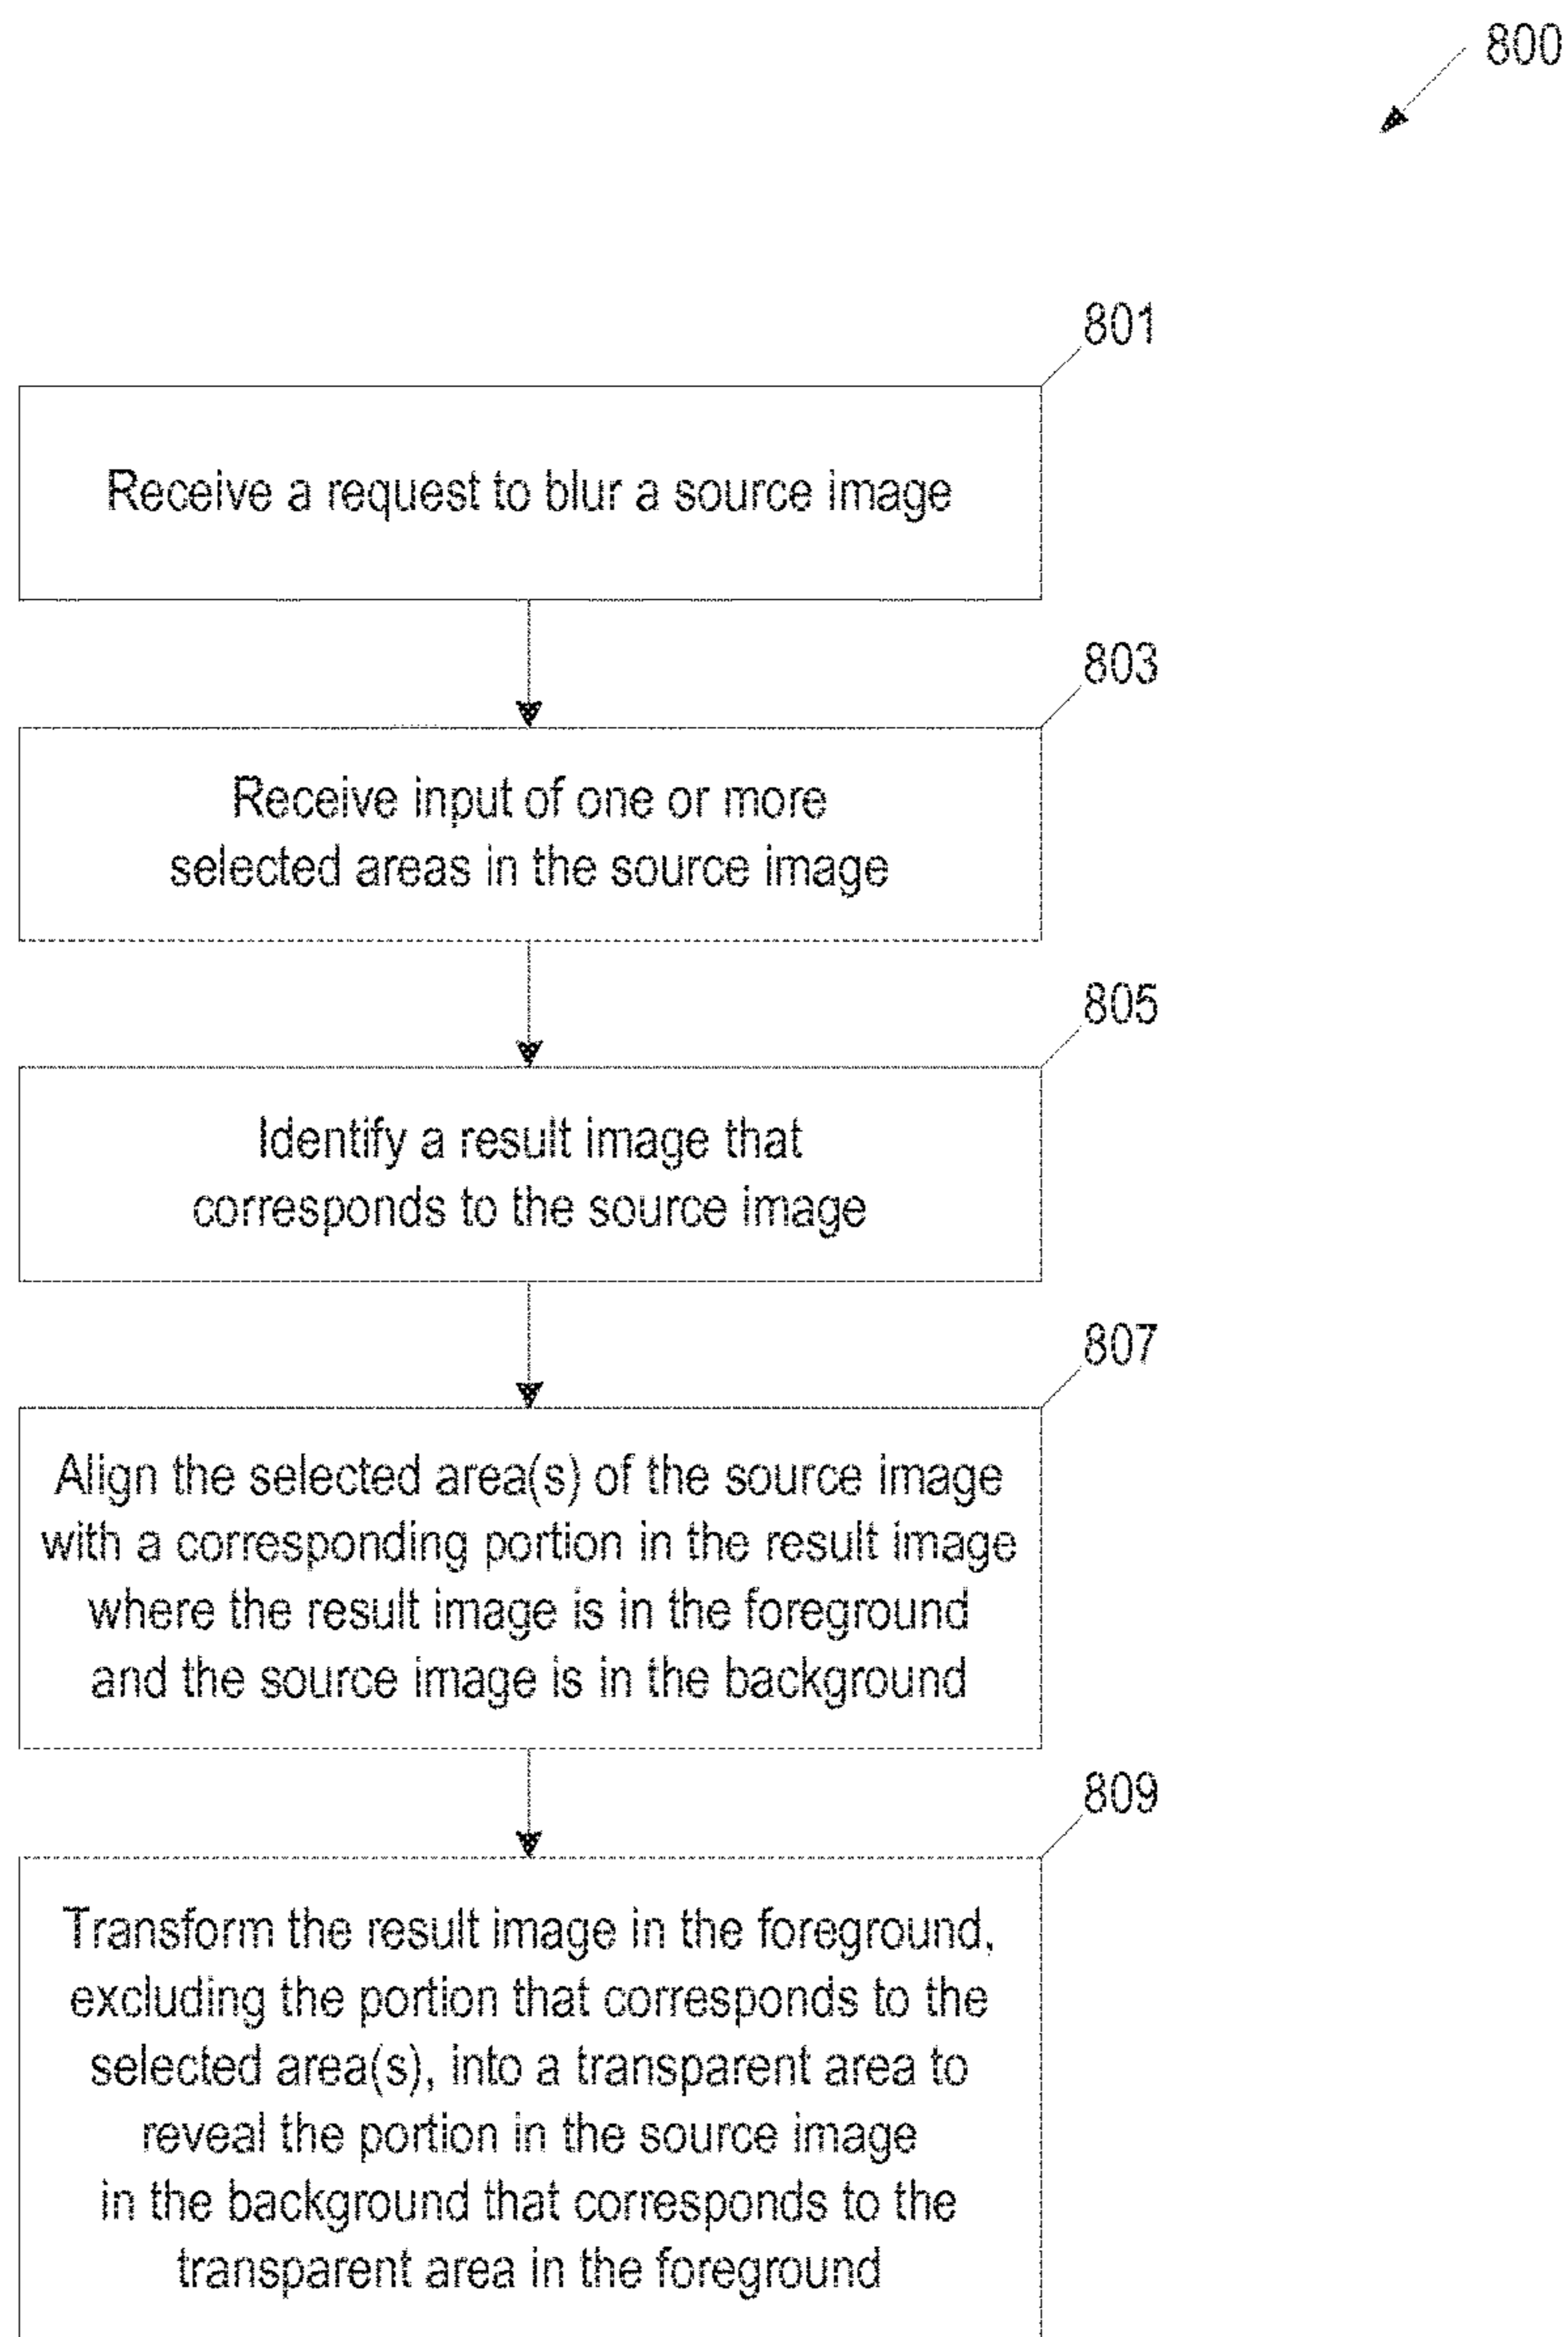 800
801
Receive a request to blur a source image
803
Receive input of one or more
selected areas in the source image
805
Identify a result image that
corresponds to the source image
807
Align the selected area(s) of the source image
with a corresponding portion in the result image
where the result image is in the foreground
and the source image is in the background
809
Transform the result image in the foreground,
excluding the portion that corresponds to the
selected area(s), into a transparent area to
reveal the portion in the source image
in the background that corresponds to the
transparent area in the foreground